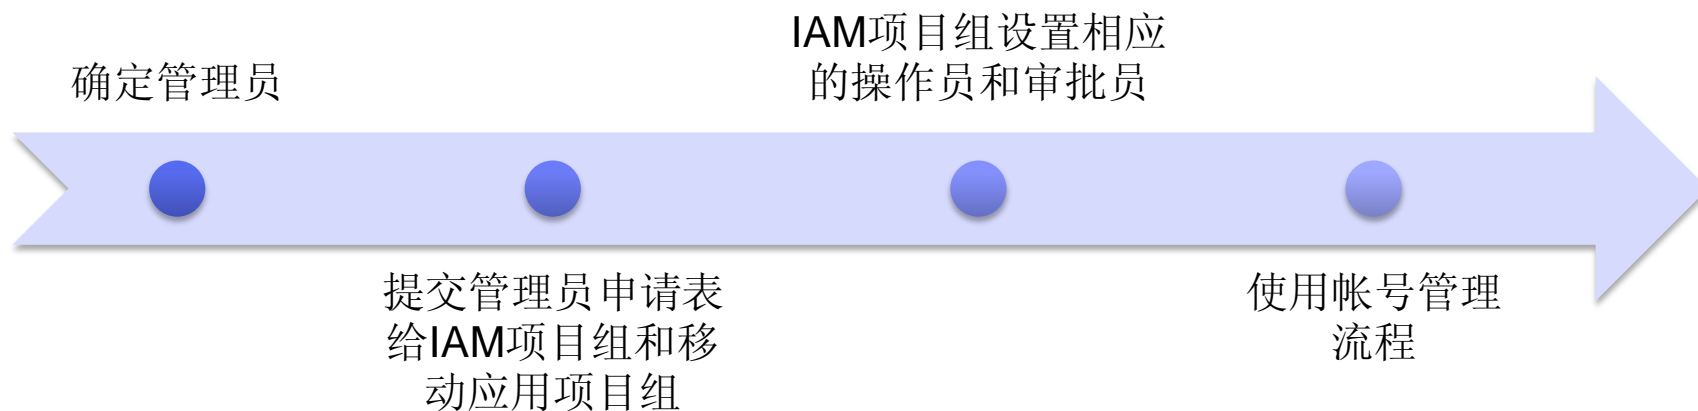 确定管理员
提交管理员申请表
给IAM项目组和移
动应用项目组
IAM项目组设置相应
的操作员和审批员
使用帐号管理
流程